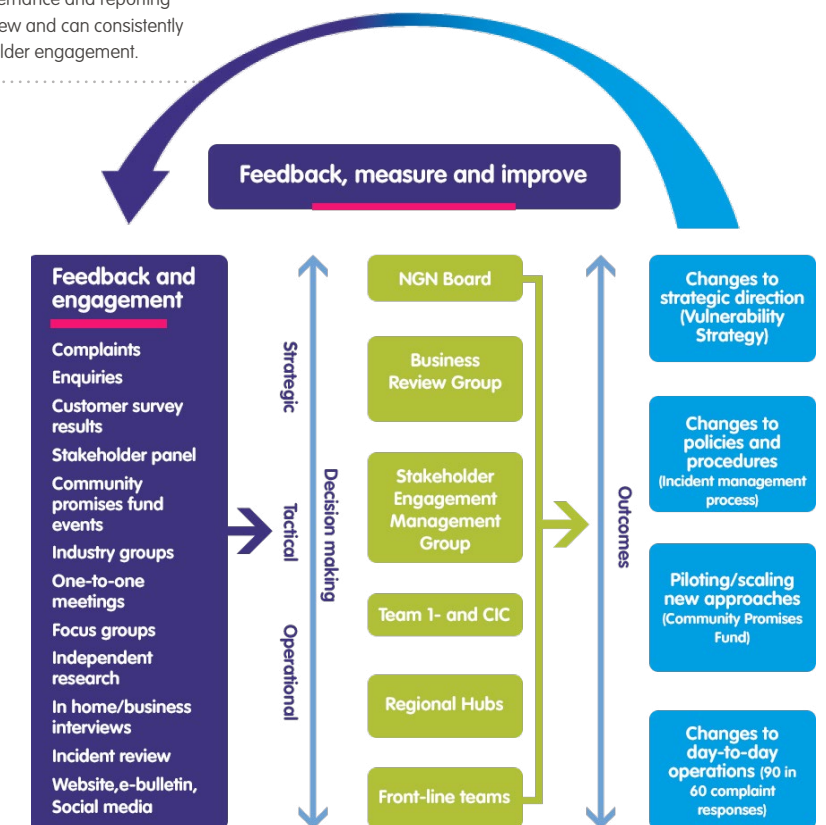 ernance and reporting
ew and can consistently
lder engagement.
Feedback, measure and improve
Feedback and
engagement
Complaints
Enquiries
Customer survey
results
Stakeholder panel
Community
promises fund
events
Industry groups
One-to-one
meetings
Focus groups
Independent
research
In home/business
interviews
Incident review
Website,e-bulletin,
Social media
Strategic
Tactical
Operational
Decision making
NGN Board
Business
Review Group
Stakeholder
Engagement
Management
Group
Team 1- and CIC
Regional Hubs
Front-line teams
Outcomes
Changes to
strategic direction
(Vulnerability
Strategy)
Changes to
policies and
procedures
(Incident management
process)
Piloting/scaling
new approaches
(Community Promises
Fund)
Changes to
day-to-day
operations (90 in
60 complaint
responses)